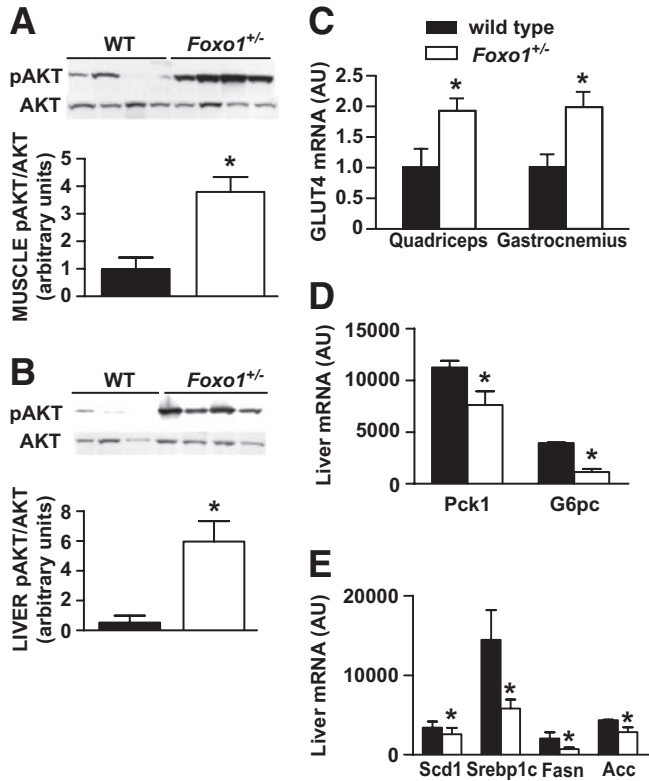 A
WT Foxo1+/-
pAKT
AKT
MUSCLE pAKT/AKT
(arbitrary units)
5
4
3
2
1
0
*
B
WT Foxo1+/-
pAKT
AKT
LIVER pAKT/AKT
(arbitrary units)
8
6
4
2
0
*
C
wild type
Foxo1+/-
GLUT4 mRNA (AU)
2.5
2.0
1.5
1.0
0.5
0
* *
Quadriceps Gastrocnemius
D
Liver mRNA (AU)
15000
10000
5000
0
* *
Pck1 G6pc
E
Liver mRNA (AU)
20000
10000
0
* * * *
Scd1 Srebp1c Fasn Acc